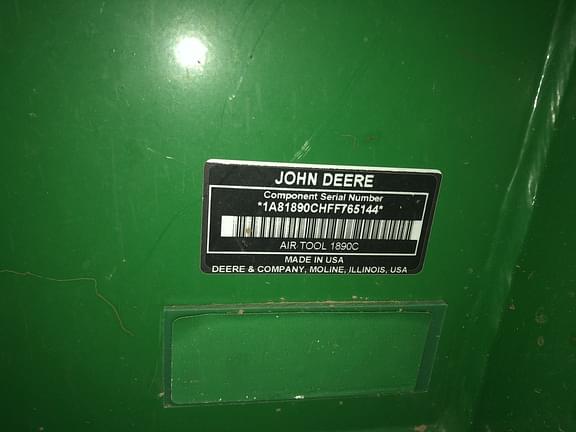 JOHN DEERE
Component Serial Number
*1A81890CHFF765144*
AIR TOOL 1890C
MADE IN USA
DEERE & COMPANY, MOLINE, ILLINOIS, USA